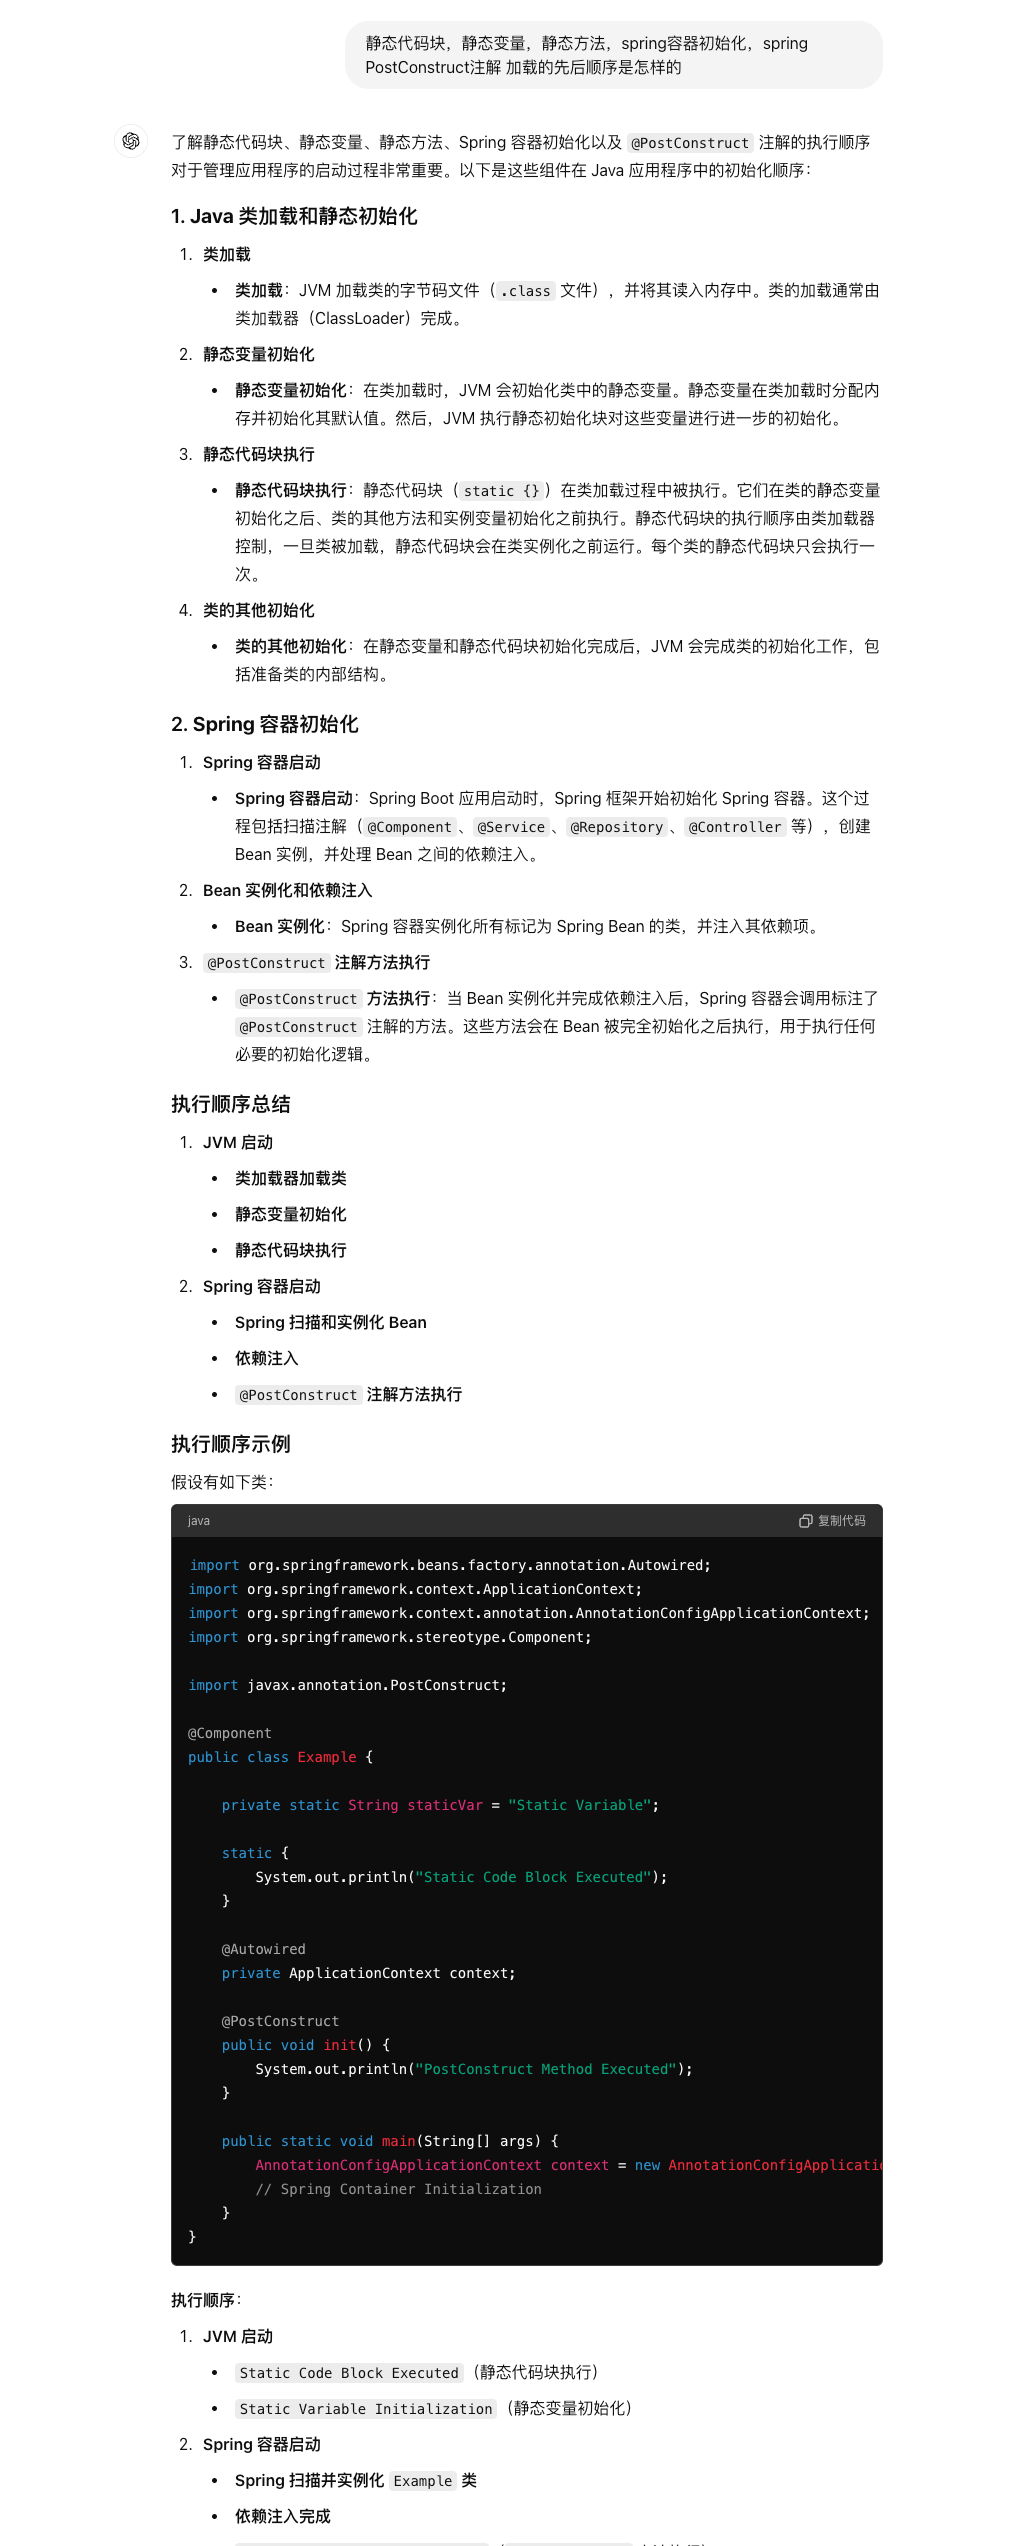 静态代码块，静态变量，静态方法，spring容器初始化，spring
PostConstruct注解 加载的先后顺序是怎样的
了解静态代码块、静态变量、静态方法、Spring 容器初始化以及 @PostConstruct 注解的执行顺序
对于管理应用程序的启动过程非常重要。以下是这些组件在 Java 应用程序中的初始化顺序：
1. Java 类加载和静态初始化
1. 类加载
• 类加载：JVM 加载类的字节码文件（.class 文件），并将其读入内存中。类的加载通常由
类加载器（ClassLoader）完成。
2. 静态变量初始化
• 静态变量初始化：在类加载时，JVM 会初始化类中的静态变量。静态变量在类加载时分配内
存并初始化其默认值。然后，JVM 执行静态初始化块对这些变量进行进一步的初始化。
3. 静态代码块执行
• 静态代码块执行：静态代码块（static {}）在类加载过程中被执行。它们在类的静态变量
初始化之后、类的其他方法和实例变量初始化之前执行。静态代码块的执行顺序由类加载器
控制，一旦类被加载，静态代码块会在类实例化之前运行。每个类的静态代码块只会执行一
次。
4. 类的其他初始化
• 类的其他初始化：在静态变量和静态代码块初始化完成后，JVM 会完成类的初始化工作，包
括准备类的内部结构。
2. Spring 容器初始化
1. Spring 容器启动
• Spring 容器启动：Spring Boot 应用启动时，Spring 框架开始初始化 Spring 容器。这个过
程包括扫描注解（@Component、@Service、@Repository、@Controller 等），创建
Bean 实例，并处理 Bean 之间的依赖注入。
2. Bean 实例化和依赖注入
• Bean 实例化：Spring 容器实例化所有标记为 Spring Bean 的类，并注入其依赖项。
3. @PostConstruct 注解方法执行
• @PostConstruct 方法执行：当 Bean 实例化并完成依赖注入后，Spring 容器会调用标注了
@PostConstruct 注解的方法。这些方法会在 Bean 被完全初始化之后执行，用于执行任何
必要的初始化逻辑。
执行顺序总结
1. JVM 启动
• 类加载器加载类
• 静态变量初始化
• 静态代码块执行
2. Spring 容器启动
• Spring 扫描和实例化 Bean
• 依赖注入
• @PostConstruct 注解方法执行
执行顺序示例
假设有如下类：
java 复制代码
import org.springframework.beans.factory.annotation.Autowired;
import org.springframework.context.ApplicationContext;
import org.springframework.context.annotation.AnnotationConfigApplicationContext;
import org.springframework.stereotype.Component;
import javax.annotation.PostConstruct;
@Component
public class Example {
private static String staticVar = "Static Variable";
static {
System.out.println("Static Code Block Executed");
}
@Autowired
private ApplicationContext context;
@PostConstruct
public void init() {
System.out.println("PostConstruct Method Executed");
}
public static void main(String[] args) {
AnnotationConfigApplicationContext context = new AnnotationConfigApplicatio
// Spring Container Initialization
}
}
执行顺序：
1. JVM 启动
• Static Code Block Executed（静态代码块执行）
• Static Variable Initialization（静态变量初始化）
2. Spring 容器启动
• Spring 扫描并实例化 Example 类
• 依赖注入完成